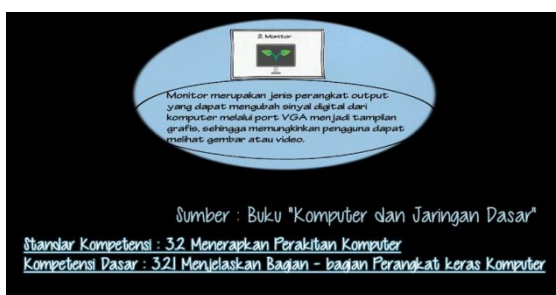 2. Monitor
Monitor merupakan jenis perangkat output
yang dapat mengubah sinyal digital dari
komputer melalui port VGA menjadi tampilan
grafis, sehingga memungkinkan pengguna dapat
melihat gembar atau video.
Sumber : Buku "Komputer dan Jaringan Dasar"
Standar Kompetensi : 3.2 Menerapkan Perakitan Komputer
Kompetensi Dasar : 3.2.1 Menjelaskan Bagian - bagian Perangkat keras Komputer